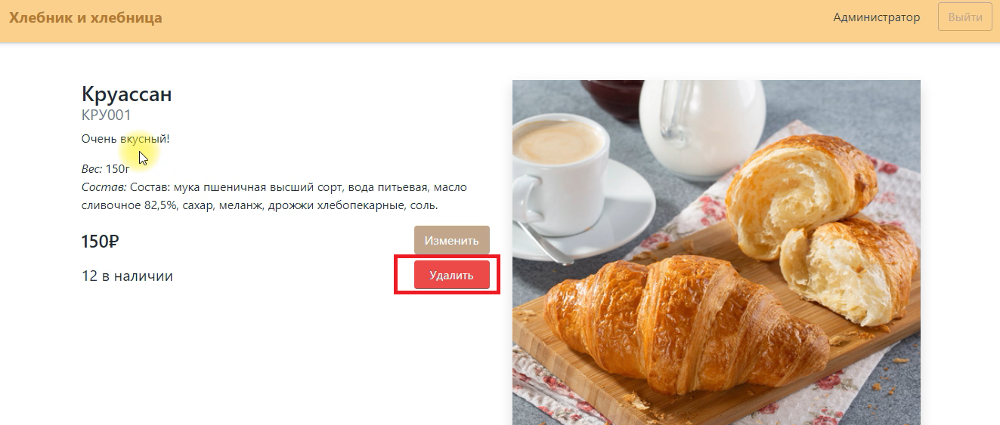 Хлебник и хлебница
Администратор
Выйти
Круассан
КРУ001
Очень вкусный!
Вес: 150г
Состав: Состав: мука пшеничная высший сорт, вода питьевая, масло
сливочное 82,5%, сахар, меланж, дрожжи хлебопекарные, соль.
150₽
Изменить
12 в наличии
Удалить